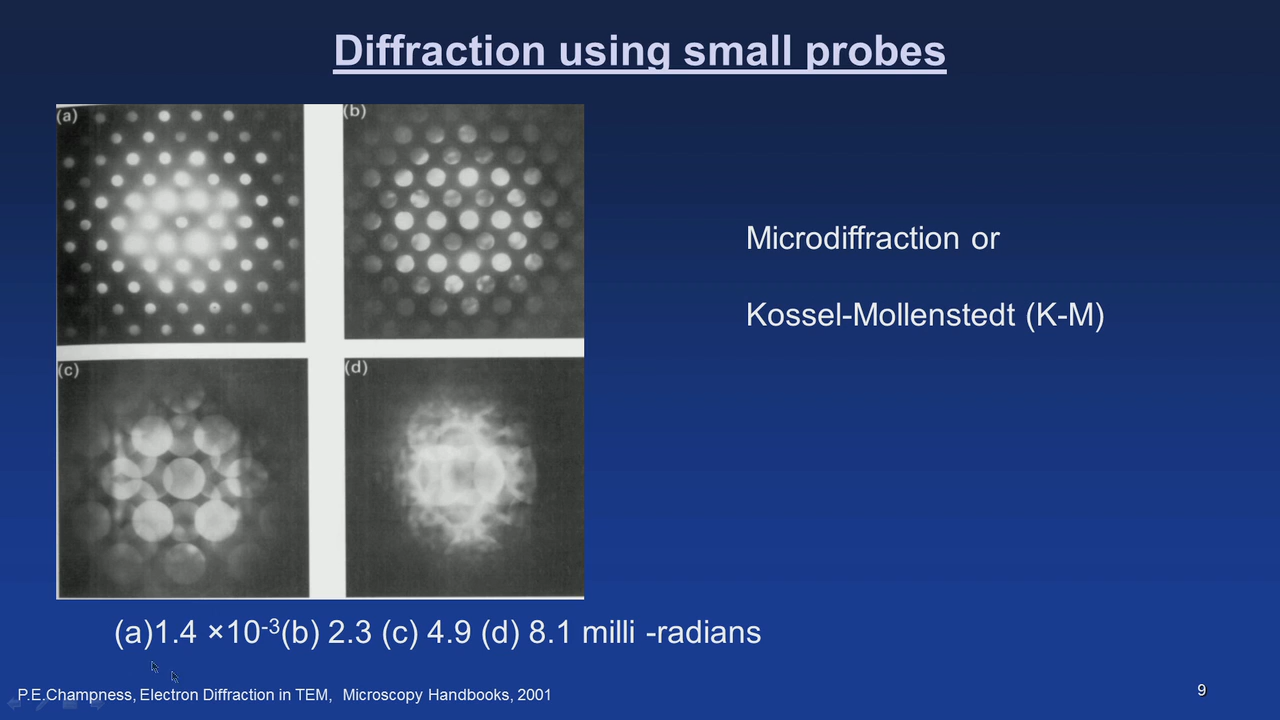 Diffraction using small probes
(a)
(b)
Microdiffraction or
Kossel-Mollenstedt (K-M)
(c)
(d)
(a)1.4 ×10-3(b) 2.3 (c) 4.9 (d) 8.1 milli -radians
P.E.Champness, Electron Diffraction in TEM, Microscopy Handbooks, 2001
9